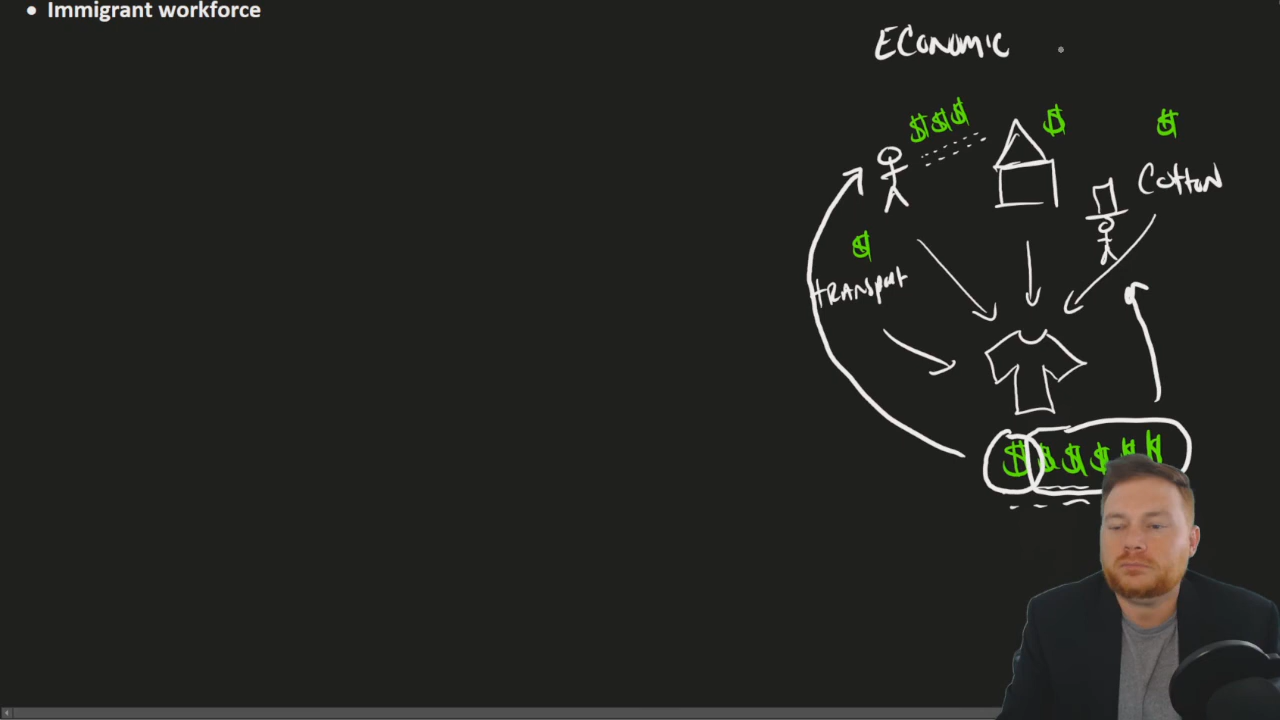 • Immigrant workforce
ECONOMIC
$$$
$
$
Cotton
$
TRANSport
$$$$$$